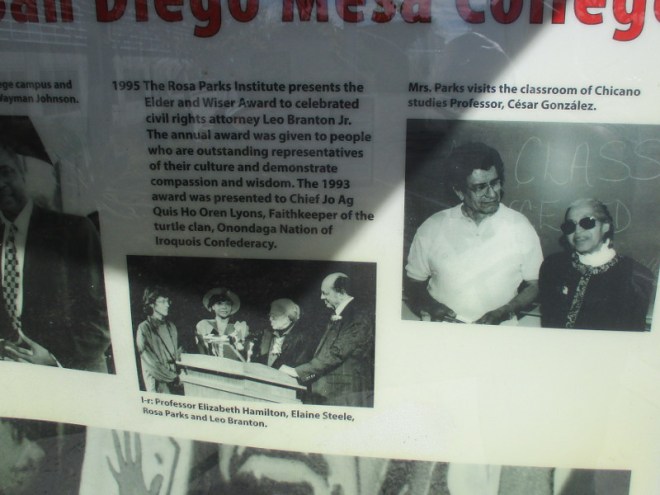 San Diego Mesa College
ege campus and
Wayman Johnson.
1995 The Rosa Parks Institute presents the
Elder and Wiser Award to celebrated
civil rights attorney Leo Branton Jr.
The annual award was given to people
who are outstanding representatives
of their culture and demonstrate
compassion and wisdom. The 1993
award was presented to Chief Jo Ag
Quis Ho Oren Lyons, Faithkeeper of the
turtle clan, Onondaga Nation of
Iroquois Confederacy.
l-r: Professor Elizabeth Hamilton, Elaine Steele,
Rosa Parks and Leo Branton.
Mrs. Parks visits the classroom of Chicano
studies Professor, César González.
CLASS